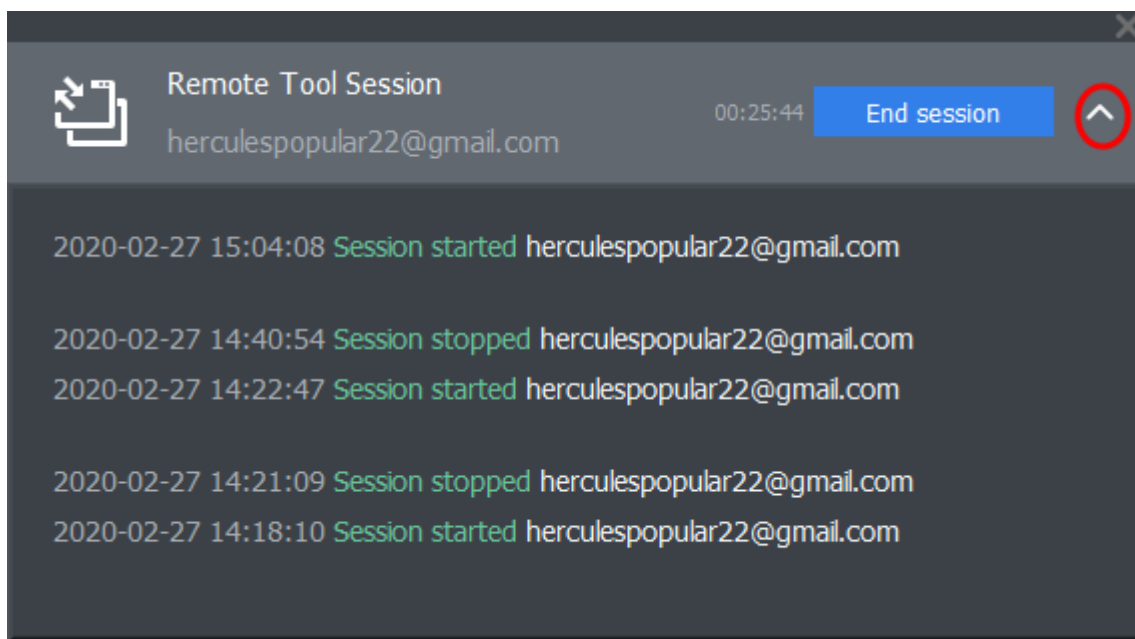 Remote Tool Session
herculespopular22@gmail.com
00:25:44
End session
2020-02-27 15:04:08 Session started herculespopular22@gmail.com
2020-02-27 14:40:54 Session stopped herculespopular22@gmail.com
2020-02-27 14:22:47 Session started herculespopular22@gmail.com
2020-02-27 14:21:09 Session stopped herculespopular22@gmail.com
2020-02-27 14:18:10 Session started herculespopular22@gmail.com